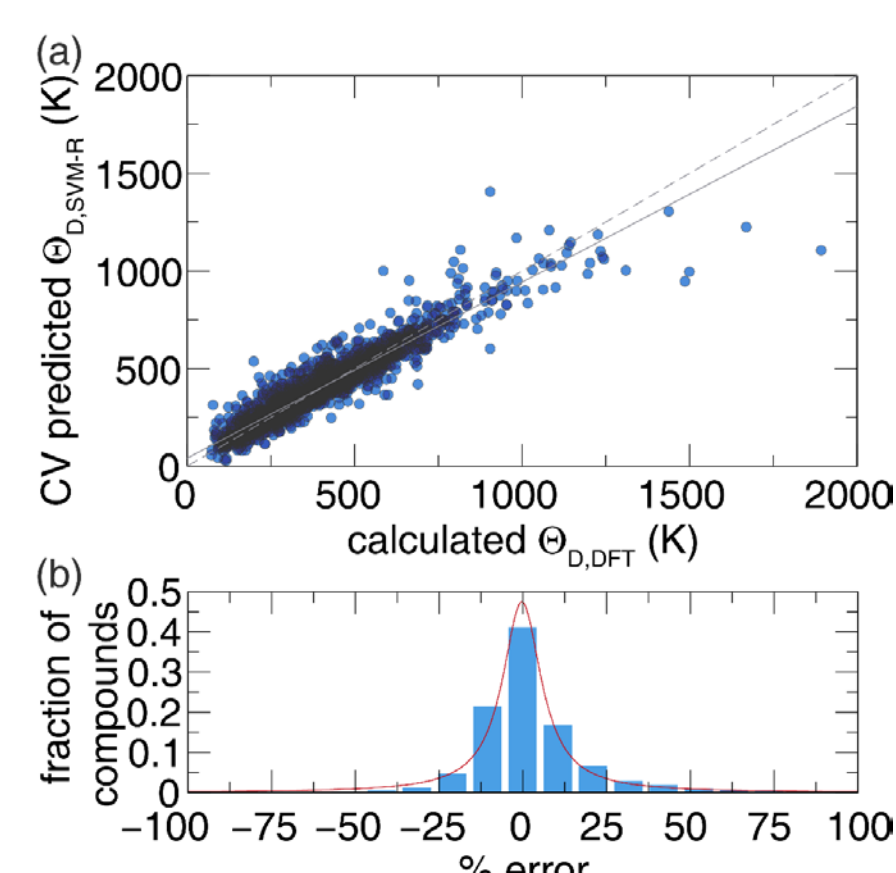 (a)
CV predicted ΘD,SVM-R (K)
2000
1500
1000
500
0
0 500 1000 1500 2000
calculated ΘD,DFT (K)
(b)
fraction of
compounds
0.5
0.4
0.3
0.2
0.1
0
−100 −75 −50 −25 0 25 50 75 100
% error